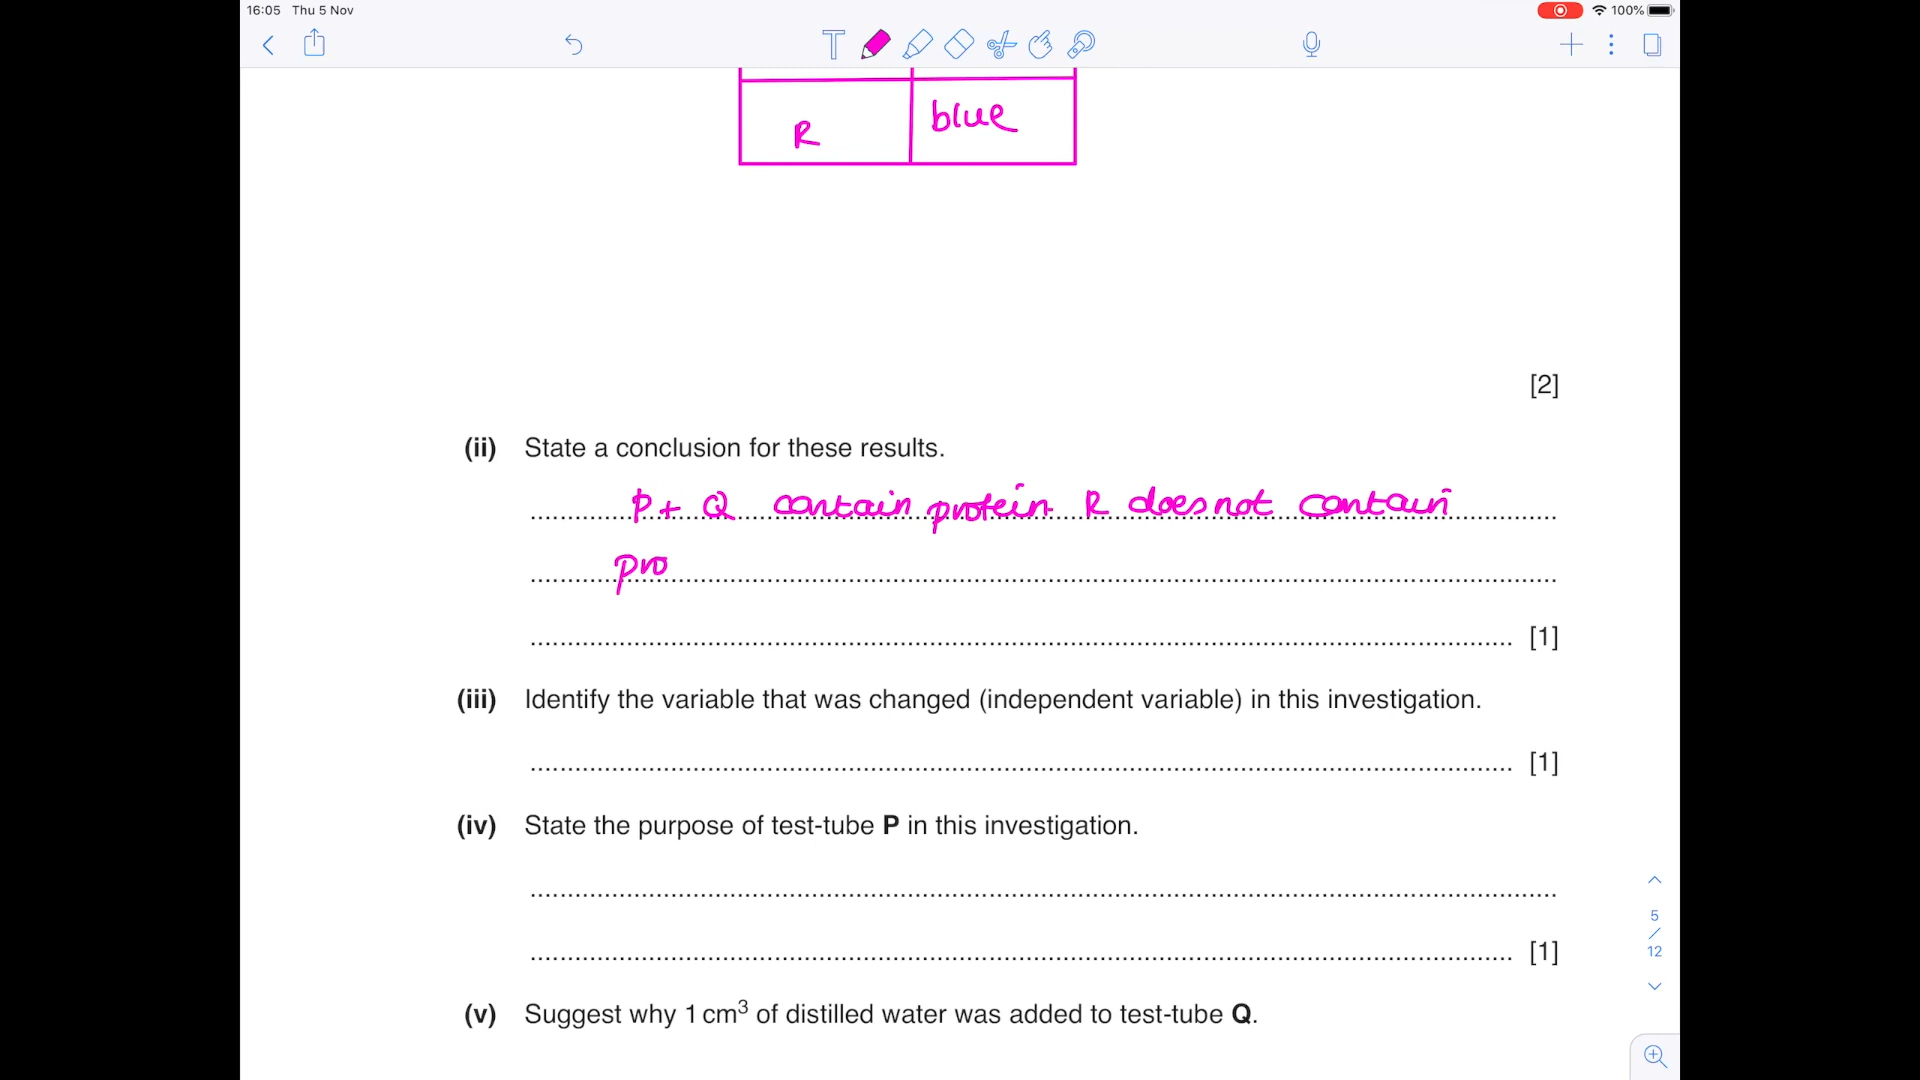 16:05 Thu 5 Nov 100%
R blue
[2]
(ii) State a conclusion for these results.
P + Q contain protein. R does not contain
pro
[1]
(iii) Identify the variable that was changed (independent variable) in this investigation.
[1]
(iv) State the purpose of test-tube P in this investigation.
[1]
(v) Suggest why 1 cm³ of distilled water was added to test-tube Q.
5
/
12